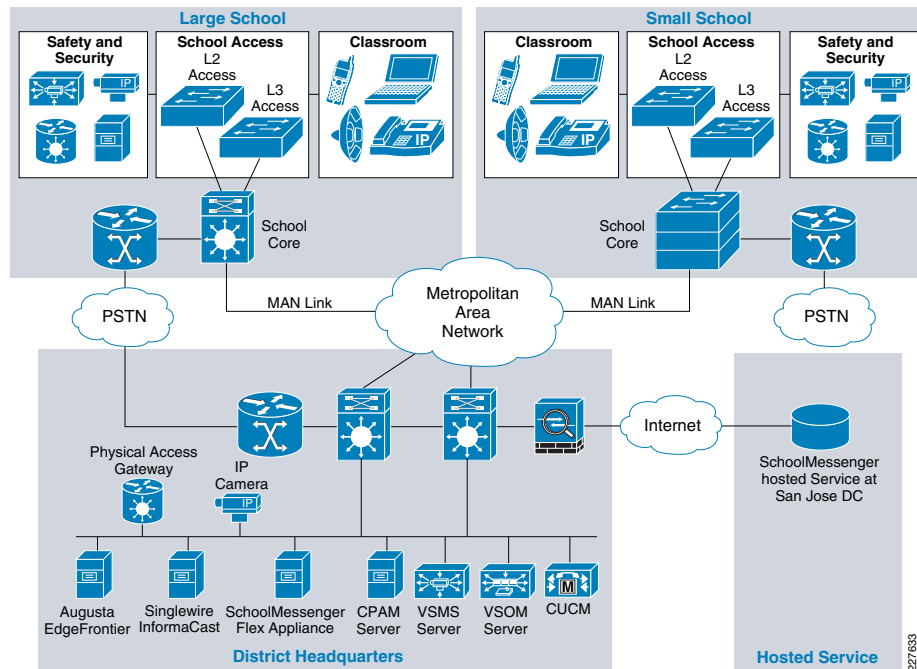 Large School
Small School
Safety and
Security
School Access
Classroom
Classroom
School Access
Safety and
Security
L2
Access
L3
Access
L2
Access
L3
Access
IP
IP
IP
IP
School
Core
School
Core
PSTN
MAN Link
Metropolitan
Area
Network
MAN Link
PSTN
Physical Access
Gateway
IP
Camera
IP
Internet
SchoolMessenger
hosted Service at
San Jose DC
M
Augusta
EdgeFrontier
Singlewire
InformaCast
SchoolMessenger
Flex Appliance
CPAM
Server
VSMS
Server
VSOM
Server
CUCM
District Headquarters
Hosted Service
227633